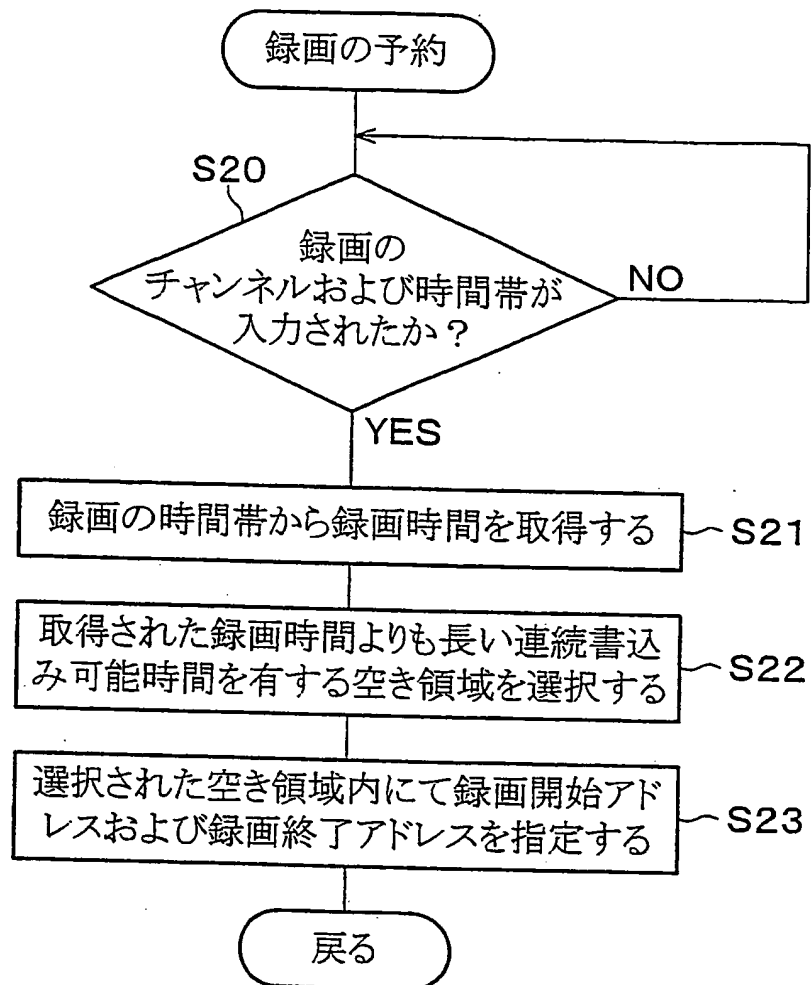 録画の予約
S20
録画の
チャンネルおよび時間帯が
入力されたか？
NO
YES
録画の時間帯から録画時間を取得する
S21
取得された録画時間よりも長い連続書込
み可能時間を有する空き領域を選択する
S22
選択された空き領域内にて録画開始アド
レスおよび録画終了アドレスを指定する
S23
戻る